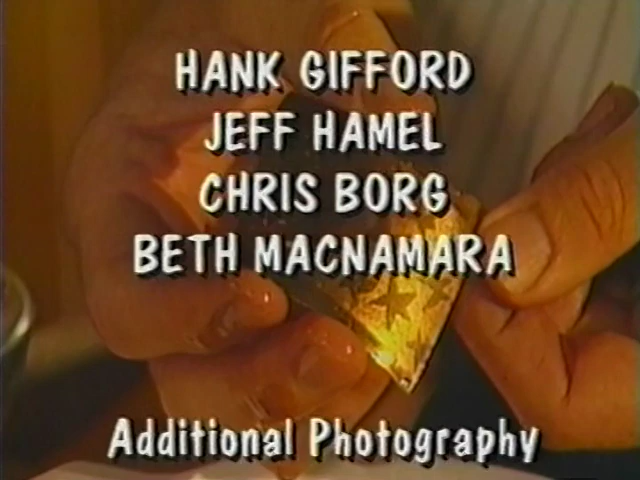 HANK GIFFORD
JEFF HAMEL
CHRIS BORG
BETH MACNAMARA
Additional Photography